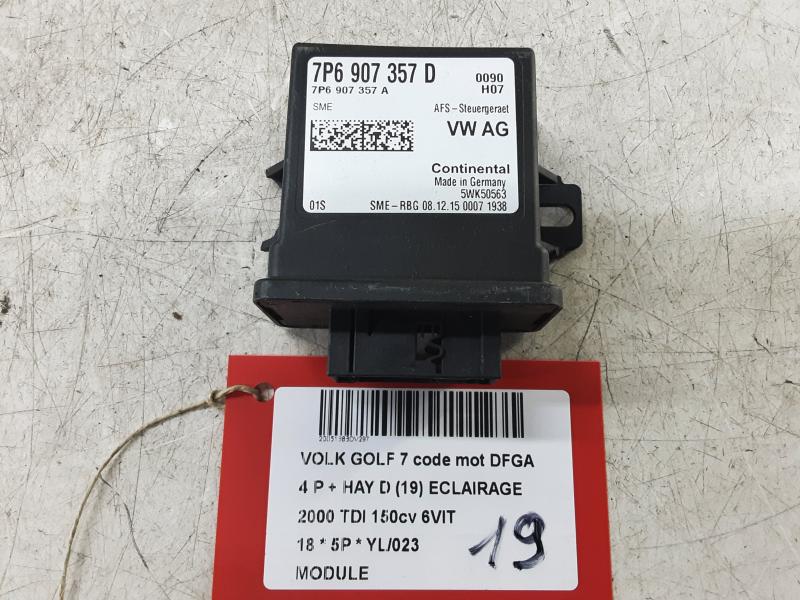 7P6 907 357 D
0090
7P6 907 357 A
H07
SME
AFS-Steuergeraet
VW AG
Continental
Made in Germany
5WK50563
01S SME-RBG 08.12.15 0007 1938
VOLK GOLF 7 code mot DFGA
4 P + HAY D (19) ECLAIRAGE
2000 TDI 150cv 6VIT
18 * 5P * YL/023
MODULE
19